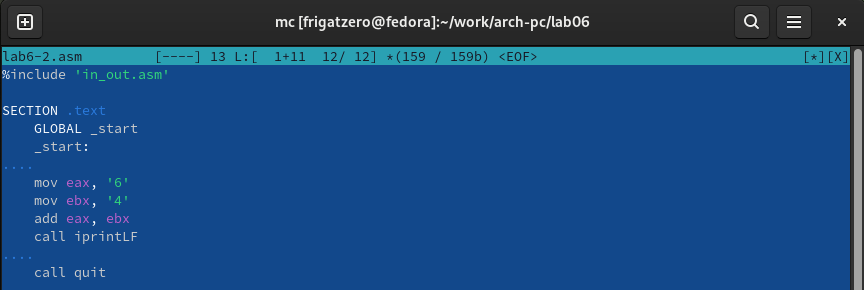 mc [frigatzero@fedora]:~/work/arch-pc/lab06
lab6-2.asm [----] 13 L:[ 1+11 12/ 12] *(159 / 159b) <EOF> [*][X]
%include 'in_out.asm'
SECTION .text
GLOBAL _start
_start:
....
mov eax, '6'
mov ebx, '4'
add eax, ebx
call iprintLF
....
call quit